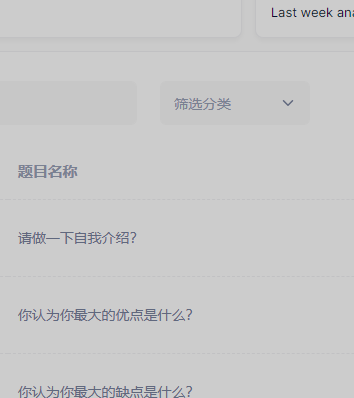 Last week ana
筛选分类
题目名称
请做一下自我介绍？
你认为你最大的优点是什么？
你认为你最大的缺点是什么？